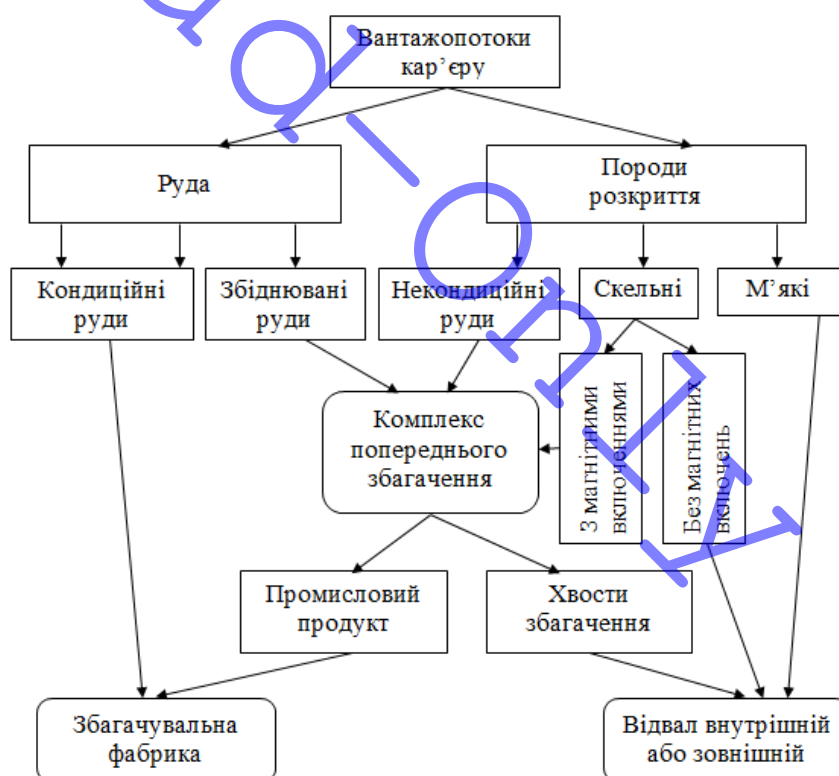 Вантажопотоки
кар’єру
Руда
Породи
розкриття
Кондиційні
руди
Збіднювані
руди
Некондиційні
руди
Скельні
М’які
Комплекс
попереднього
збагачення
З магнітними
включеннями
Без магнітних
включень
Промисловий
продукт
Хвости
збагачення
Збагачувальна
фабрика
Відвал внутрішній
або зовнішній
d-only